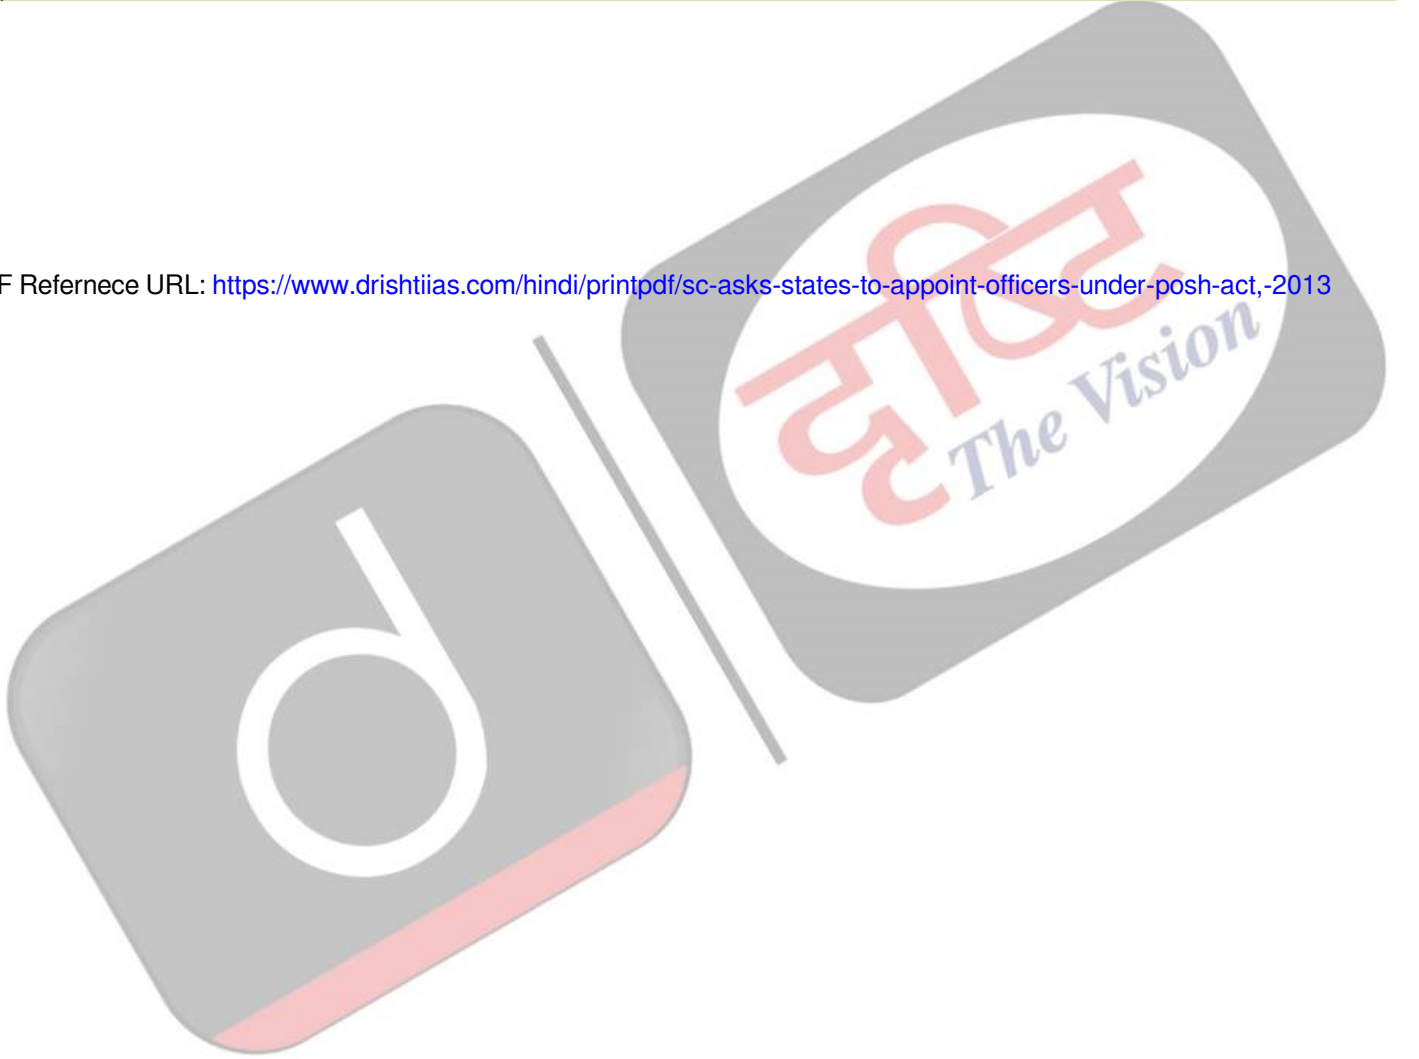 F Refernece URL: https://www.drishtiias.com/hindi/printpdf/sc-asks-states-to-appoint-officers-under-posh-act,-2013
दृष्टि
The Vision
d